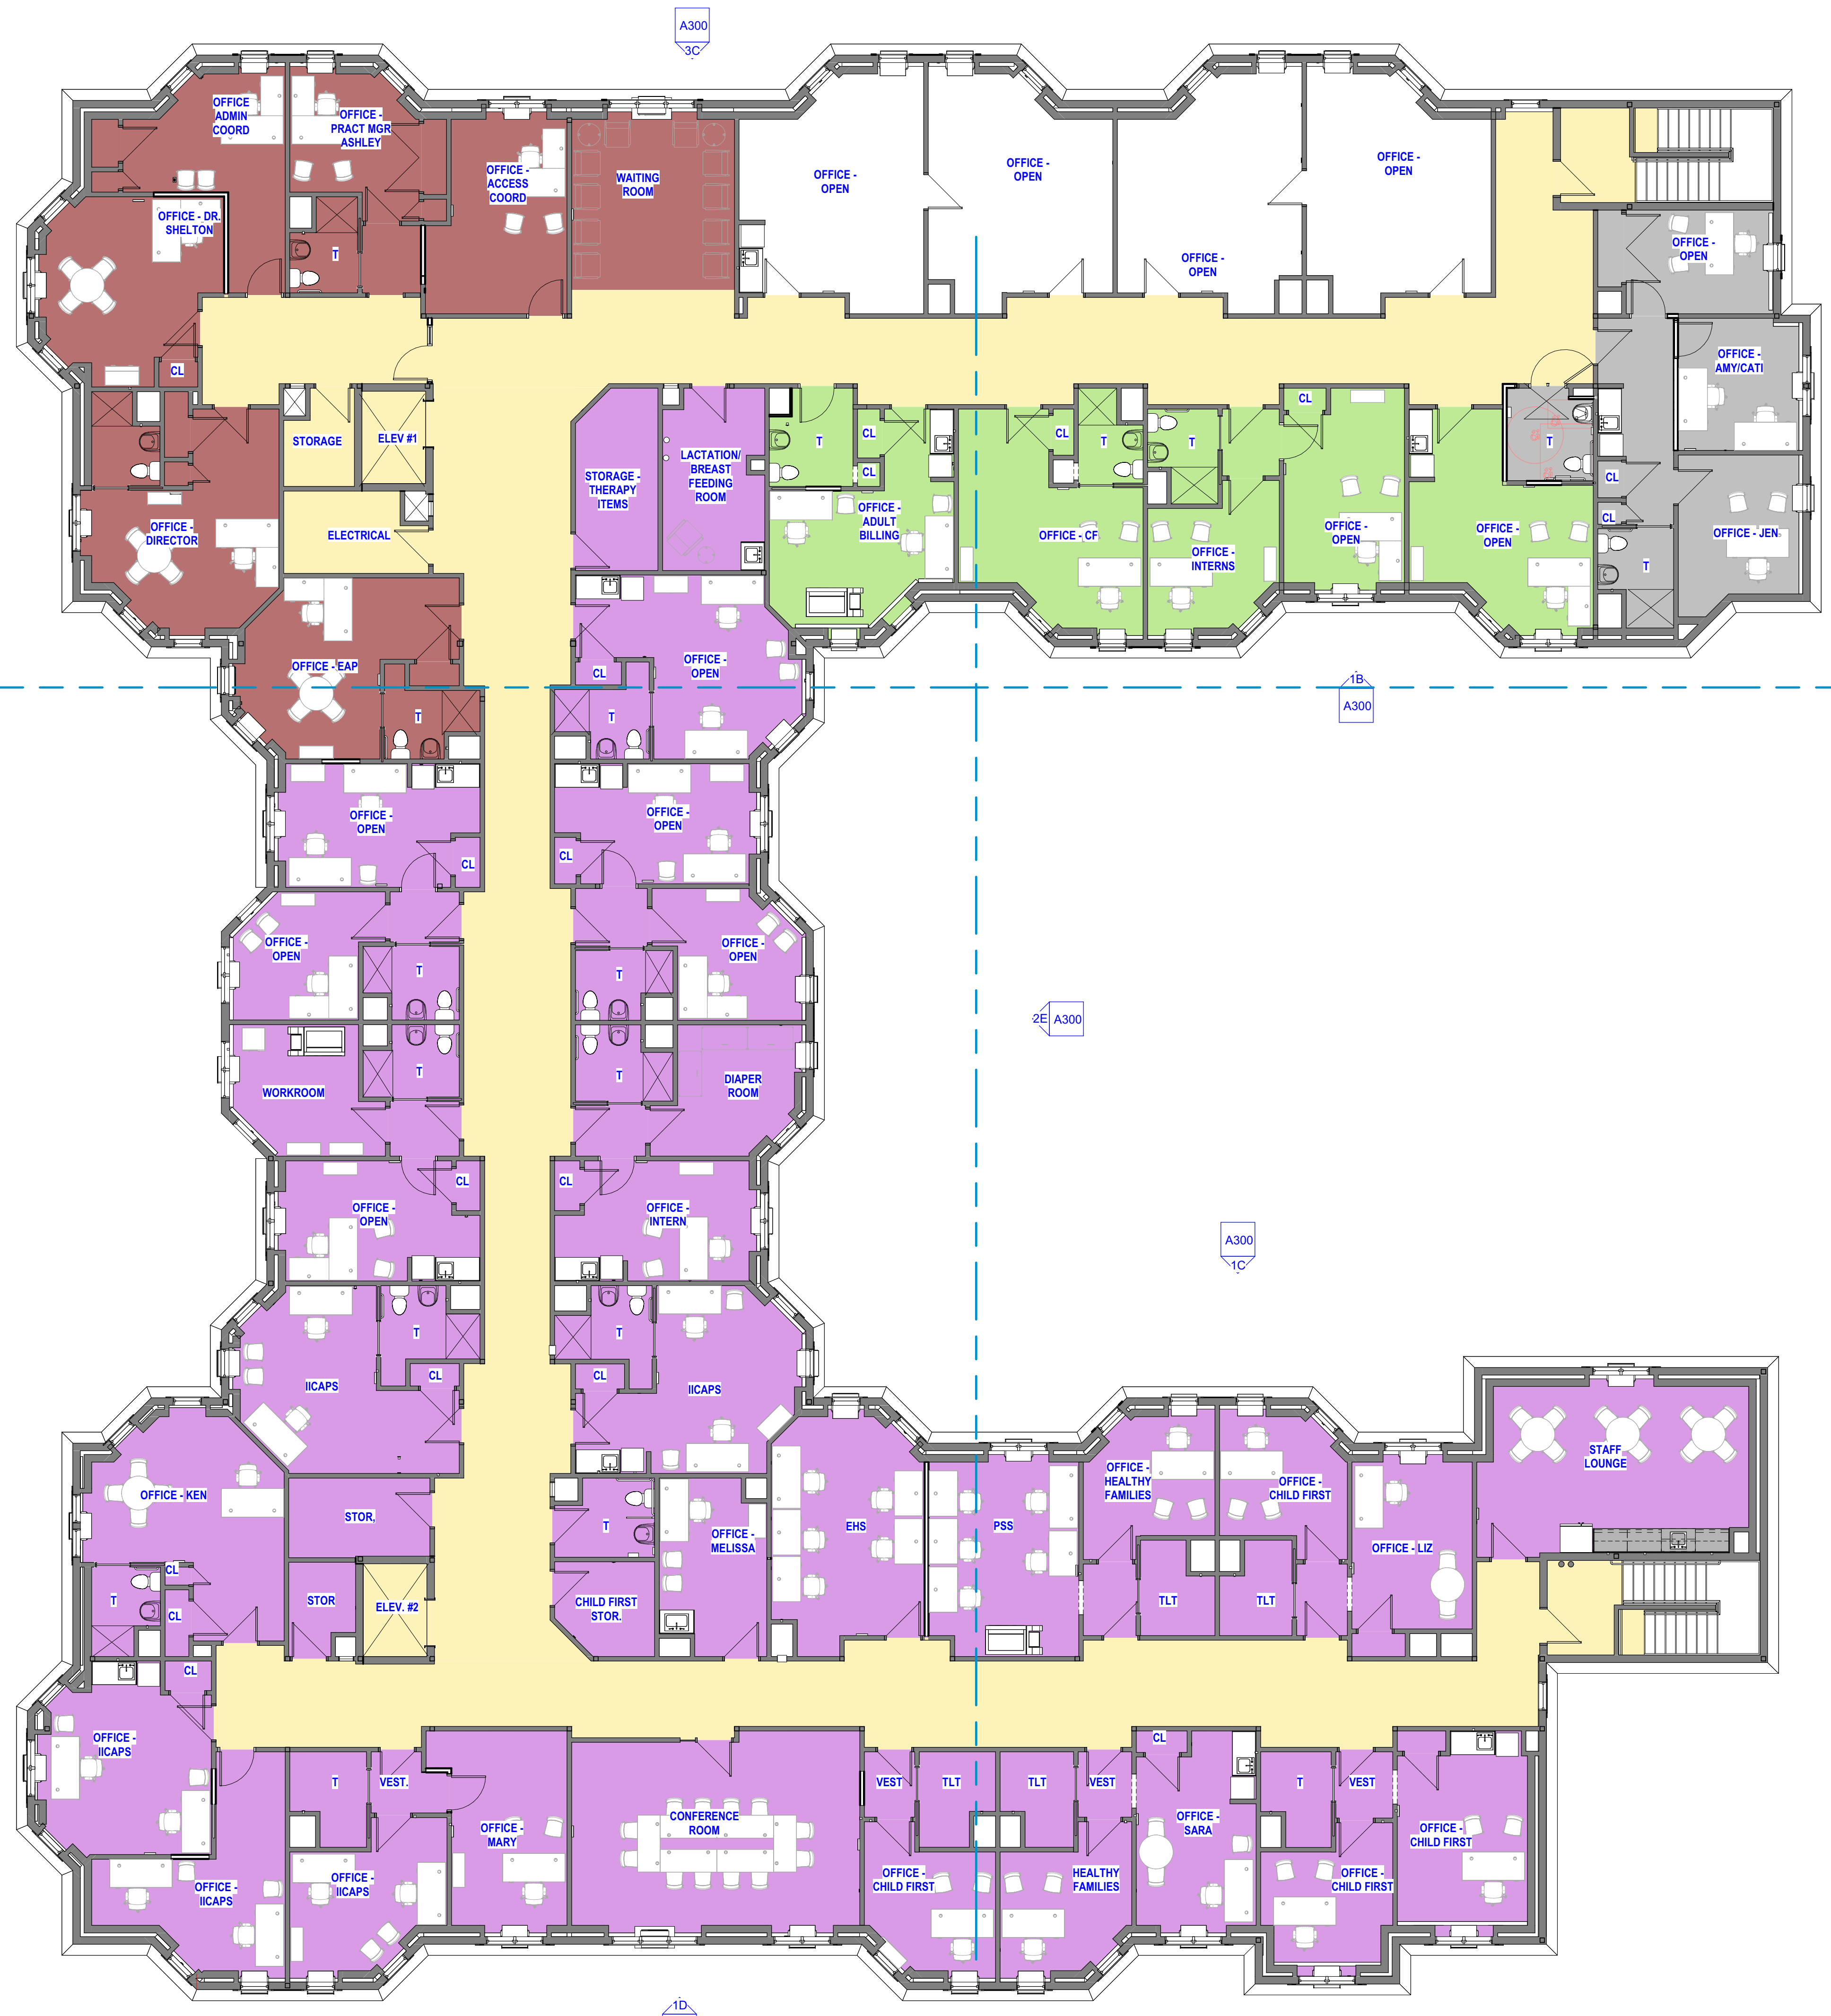 A300
3C
OFFICE
ADMIN
COORD
OFFICE -
PRACT MGR
ASHLEY
OFFICE -
ACCESS
COORD
WAITING
ROOM
OFFICE -
OPEN
OFFICE -
OPEN
OFFICE -
OPEN
OFFICE -
OPEN
OFFICE - DR.
SHELTON
T
OFFICE -
OPEN
CL
OFFICE -
AMY/CATI
STORAGE
ELEV #1
STORAGE -
THERAPY
ITEMS
LACTATION/
BREAST
FEEDING
ROOM
T
CL
CL
OFFICE -
ADULT
BILLING
CL
T
OFFICE - CF
T
OFFICE -
INTERNS
CL
OFFICE -
OPEN
OFFICE -
OPEN
T
CL
CL
OFFICE - JEN
T
OFFICE -
DIRECTOR
ELECTRICAL
OFFICE - EAP
T
CL
OFFICE -
OPEN
T
1B
A300
OFFICE -
OPEN
CL
OFFICE -
OPEN
CL
OFFICE -
OPEN
T
T
OFFICE -
OPEN
2E
A300
WORKROOM
T
T
DIAPER
ROOM
CL
OFFICE -
OPEN
CL
OFFICE -
INTERN
A300
1C
T
IICAPS
CL
T
CL
IICAPS
OFFICE - KEN
STOR,
T
OFFICE -
MELISSA
EHS
PSS
OFFICE -
HEALTHY
FAMILIES
OFFICE -
CHILD FIRST
OFFICE - LIZ
STAFF
LOUNGE
CL
T
CL
STOR
ELEV. #2
CHILD FIRST
STOR.
TLT
TLT
CL
OFFICE -
IICAPS
T
VEST.
OFFICE -
MARY
CONFERENCE
ROOM
VEST
TLT
TLT
VEST
CL
OFFICE -
SARA
T
VEST
OFFICE -
CHILD FIRST
OFFICE -
IICAPS
OFFICE -
IICAPS
OFFICE -
CHILD FIRST
HEALTHY
FAMILIES
OFFICE -
CHILD FIRST
1D